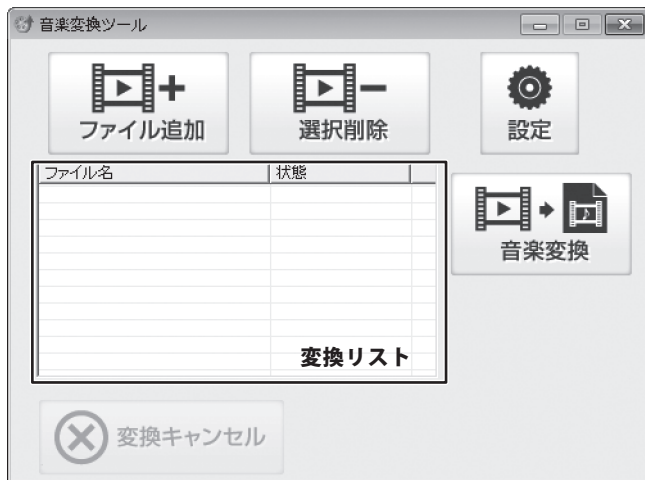 音楽変換ツール
ファイル追加
選択削除
設定
ファイル名
状態
音楽変換
変換リスト
変換キャンセル